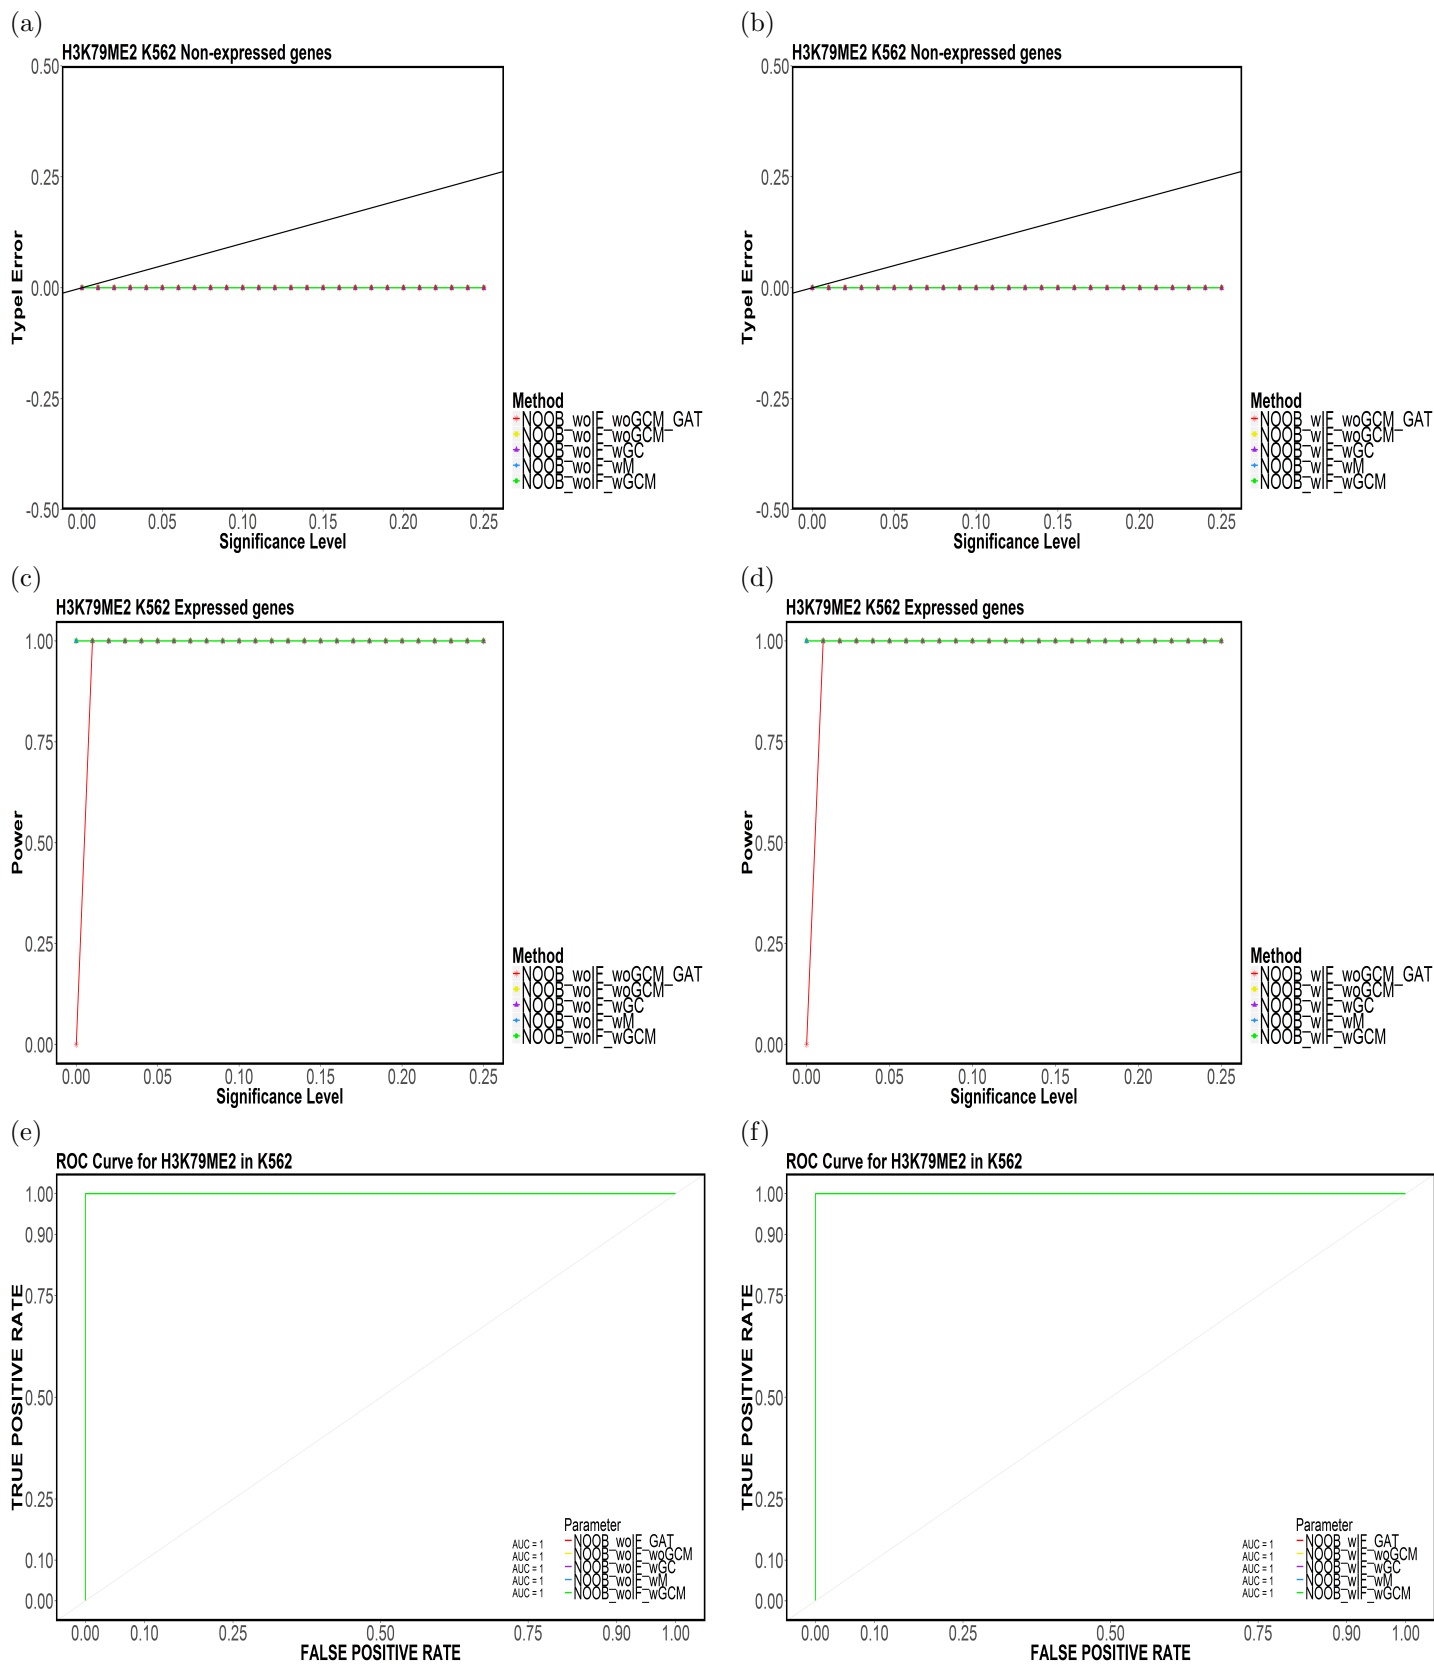 (a)
H3K79ME2 K562 Non-expressed genes
0.50
0.25
0.00
-0.25
-0.50
TypeI Error
0.00 0.05 0.10 0.15 0.20 0.25
Significance Level
Method
NOOB_woIF_woGCM_GAT
NOOB_woIF_woGCM
NOOB_woIF_wGC
NOOB_woIF_wM
NOOB_woIF_wGCM
(b)
H3K79ME2 K562 Non-expressed genes
0.50
0.25
0.00
-0.25
-0.50
TypeI Error
0.00 0.05 0.10 0.15 0.20 0.25
Significance Level
Method
NOOB_wIF_woGCM_GAT
NOOB_wIF_woGCM
NOOB_wIF_wGC
NOOB_wIF_wM
NOOB_wIF_wGCM
(c)
H3K79ME2 K562 Expressed genes
1.00
0.75
0.50
0.25
0.00
Power
0.00 0.05 0.10 0.15 0.20 0.25
Significance Level
Method
NOOB_woIF_woGCM_GAT
NOOB_woIF_woGCM
NOOB_woIF_wGC
NOOB_woIF_wM
NOOB_woIF_wGCM
(d)
H3K79ME2 K562 Expressed genes
1.00
0.75
0.50
0.25
0.00
Power
0.00 0.05 0.10 0.15 0.20 0.25
Significance Level
Method
NOOB_wIF_woGCM_GAT
NOOB_wIF_woGCM
NOOB_wIF_wGC
NOOB_wIF_wM
NOOB_wIF_wGCM
(e)
ROC Curve for H3K79ME2 in K562
1.00
0.90
0.75
0.50
0.25
0.10
0.00
TRUE POSITIVE RATE
0.00 0.10 0.25 0.50 0.75 0.90 1.00
FALSE POSITIVE RATE
Parameter
AUC = 1 NOOB_woIF_GAT
AUC = 1 NOOB_woIF_woGCM
AUC = 1 NOOB_woIF_wGC
AUC = 1 NOOB_woIF_wM
AUC = 1 NOOB_woIF_wGCM
(f)
ROC Curve for H3K79ME2 in K562
1.00
0.90
0.75
0.50
0.25
0.10
0.00
TRUE POSITIVE RATE
0.00 0.10 0.25 0.50 0.75 0.90 1.00
FALSE POSITIVE RATE
Parameter
AUC = 1 NOOB_wIF_GAT
AUC = 1 NOOB_wIF_woGCM
AUC = 1 NOOB_wIF_wGC
AUC = 1 NOOB_wIF_wM
AUC = 1 NOOB_wIF_wGCM